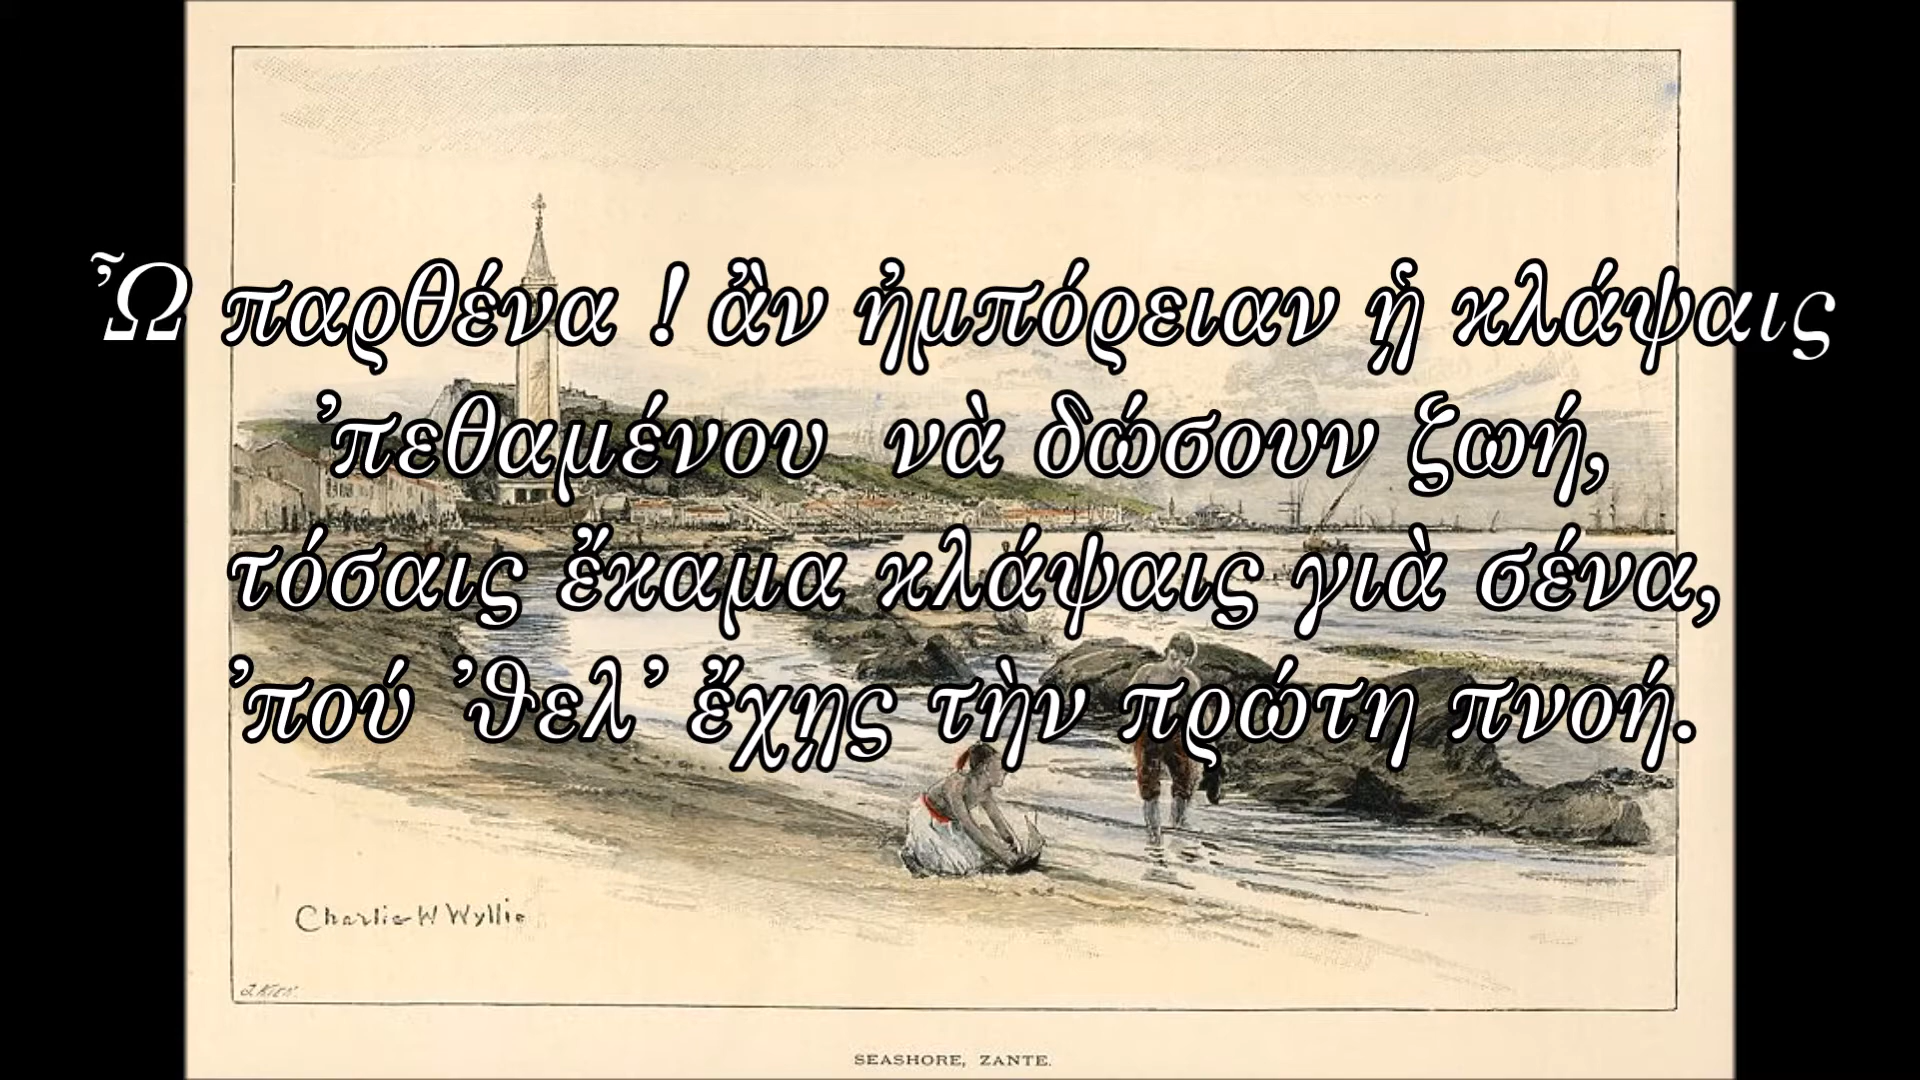 Ὦ παρθένα ! ἂν ἠμπόρειαν ᾑ κλάψαις
᾿πεθαμένου νὰ δώσουν ζωή,
τόσαις ἔκαμα κλάψαις γιὰ σένα,
᾿πού ᾿θελ᾿ ἔχῃς τὴν πρώτη πνοή.
Charlie W Wyllie
SEASHORE, ZANTE.